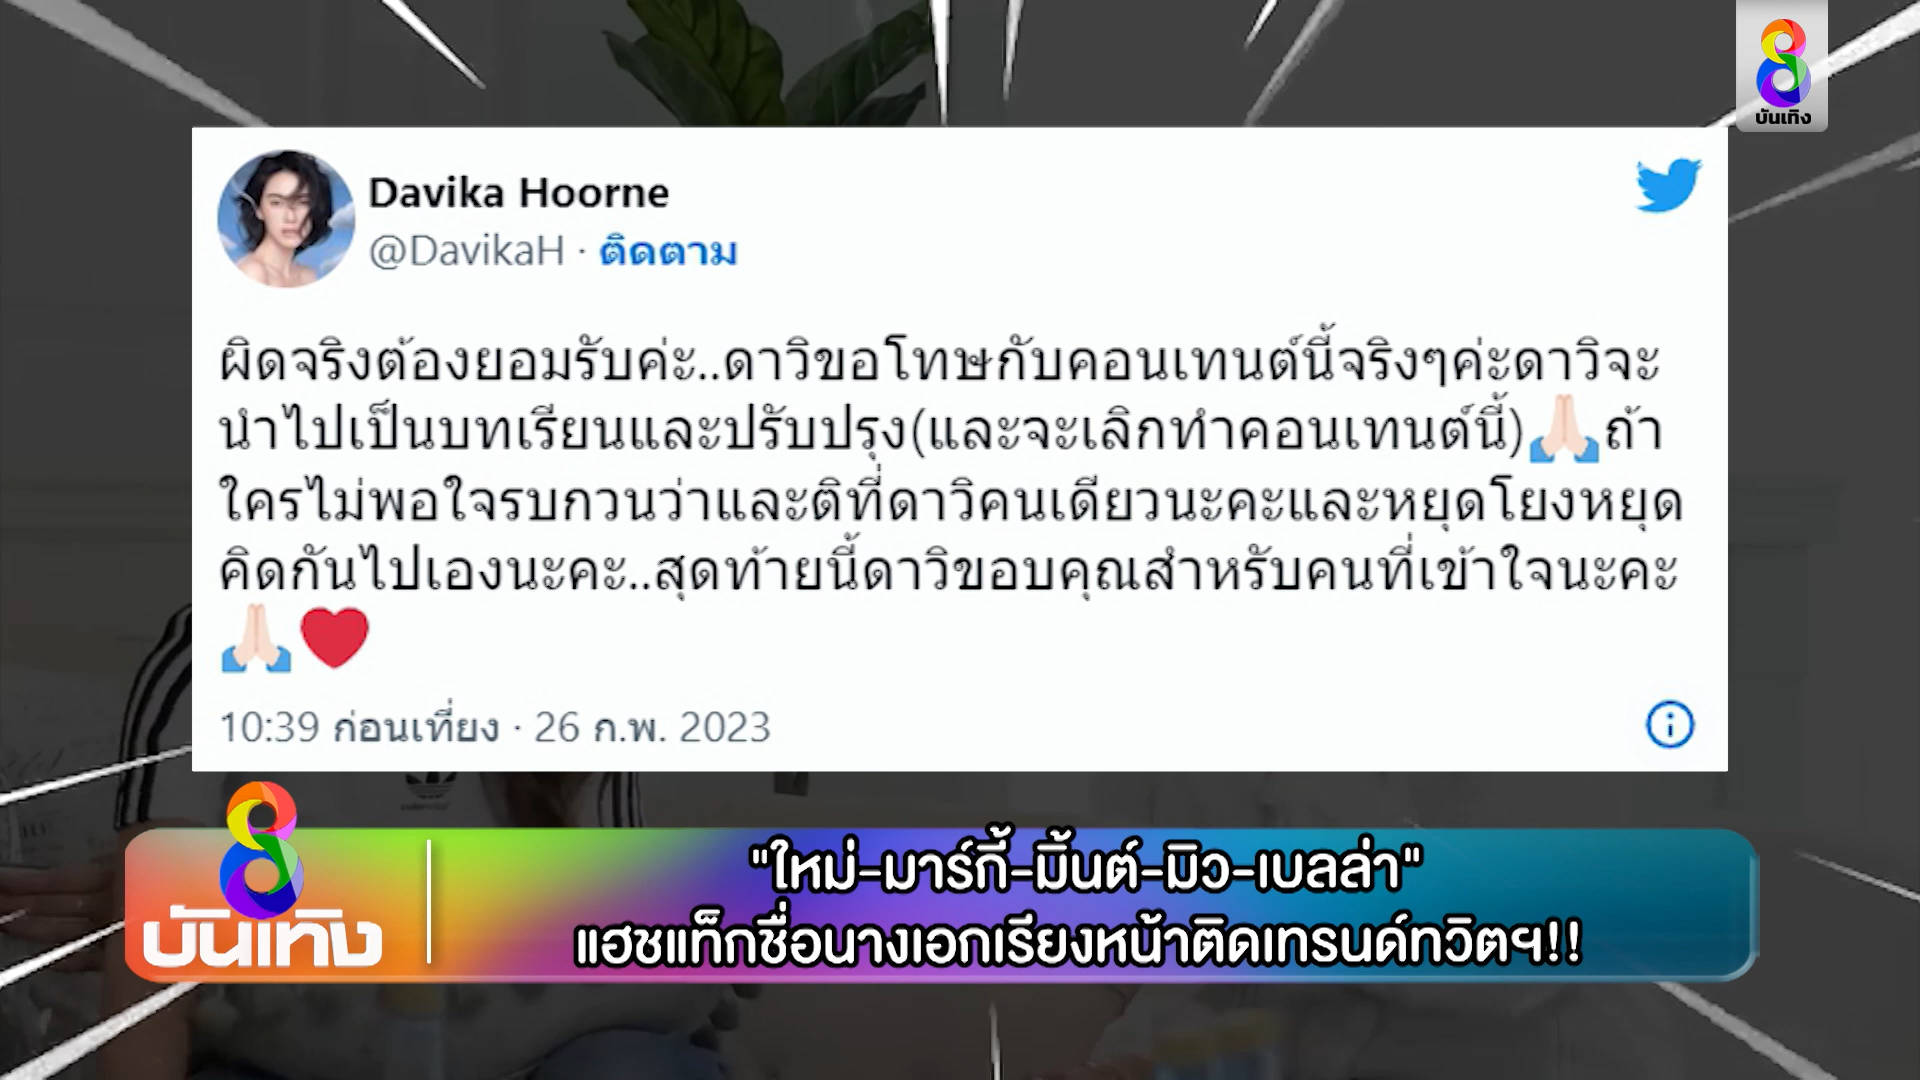 บันเทิง
Davika Hoorne
@DavikaH · ติดตาม
ผิดจริงต้องยอมรับค่ะ..ดาวิขอโทษกับคอนเทนต์นี้จริงๆค่ะดาวิจะ
นำไปเป็นบทเรียนและปรับปรุง(และจะเลิกทำคอนเทนต์นี้)🙏🏻ถ้า
ใครไม่พอใจรบกวนว่าและติที่ดาวิคนเดียวนะคะและหยุดโยงหยุด
คิดกันไปเองนะคะ..สุดท้ายนี้ดาวิขอบคุณสำหรับคนที่เข้าใจนะคะ
🙏🏻❤️
10:39 ก่อนเที่ยง · 26 ก.พ. 2023
8
บันเทิง
"ใหม่-มาร์กี้-มิ้นต์-มิว-เบลล่า"
แฮชแท็กชื่อนางเอกเรียงหน้าติดเทรนด์ทวิตฯ!!